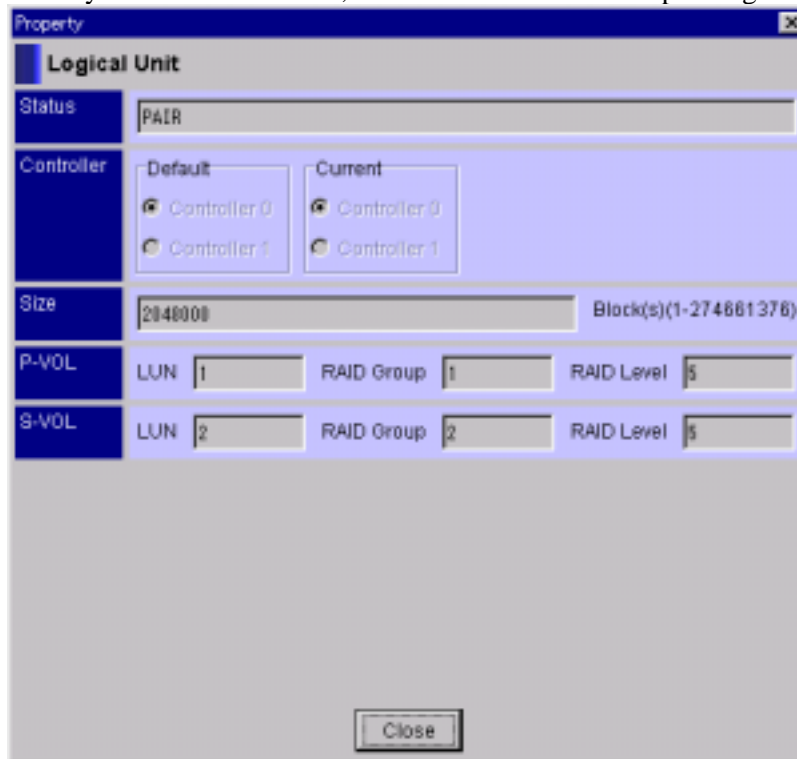 Property
Logical Unit
Status PAIR
Controller Default Current
Controller 0 Controller 0
Controller 1 Controller 1
Size 2048000 Block(s)(1-274661376)
P-VOL LUN 1 RAID Group 1 RAID Level 5
S-VOL LUN 2 RAID Group 2 RAID Level 5
Close